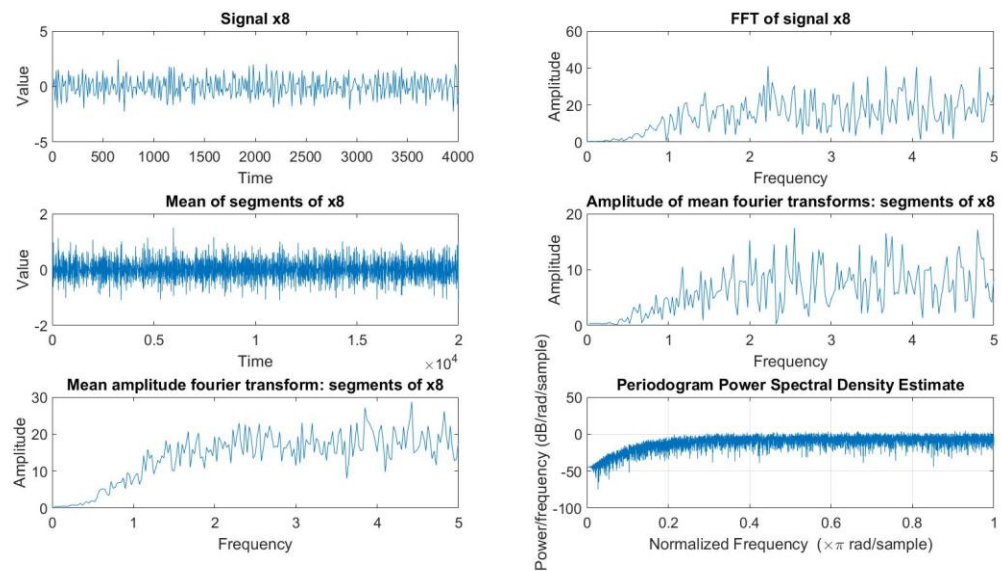 Signal x8
5
0
-5
Value
0 500 1000 1500 2000 2500 3000 3500 4000
Time
FFT of signal x8
60
40
20
0
Amplitude
0 1 2 3 4 5
Frequency
Mean of segments of x8
2
0
-2
Value
0 0.5 1 1.5 2
Time
×10^4
Amplitude of mean fourier transforms: segments of x8
20
10
0
Amplitude
0 1 2 3 4 5
Frequency
Mean amplitude fourier transform: segments of x8
30
20
10
0
Amplitude
0 1 2 3 4 5
Frequency
Periodogram Power Spectral Density Estimate
50
0
-50
-100
Power/frequency (dB/rad/sample)
0 0.2 0.4 0.6 0.8 1
Normalized Frequency (×π rad/sample)